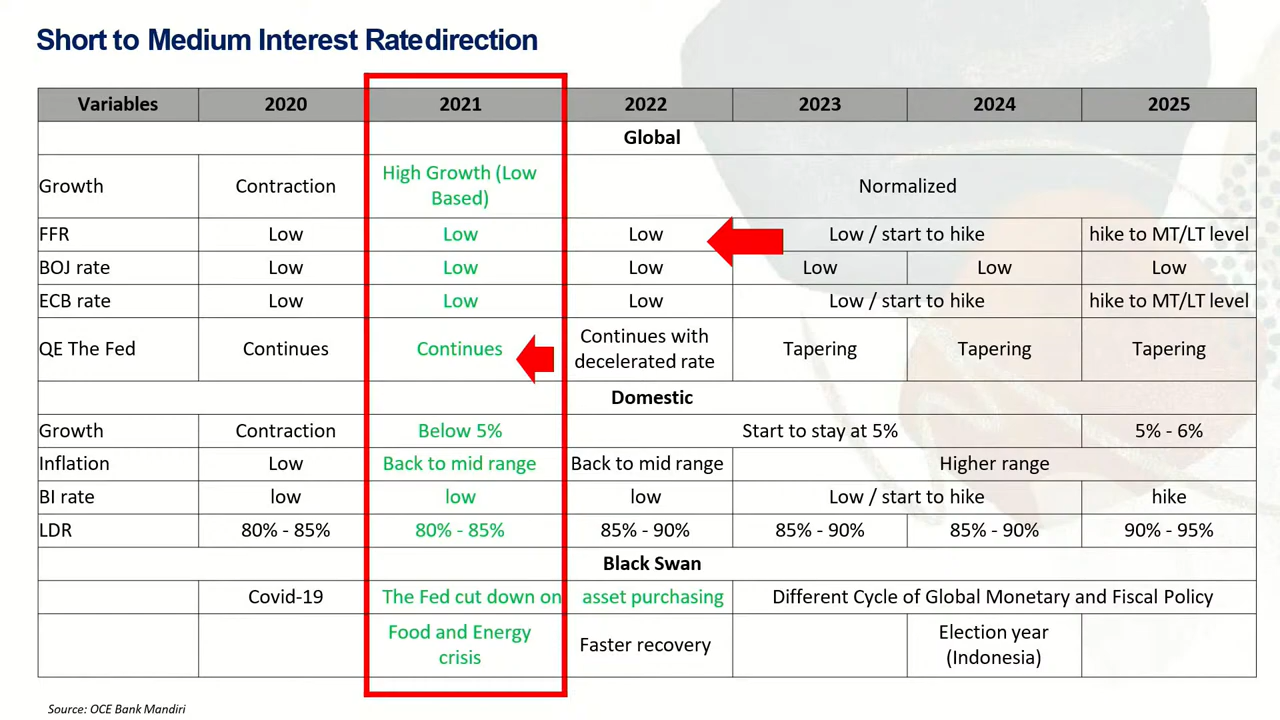 Short to Medium Interest Rate direction
Variables 2020 2021 2022 2023 2024 2025
Global
Growth Contraction High Growth (Low Based) Normalized
FFR Low Low Low Low / start to hike hike to MT/LT level
BOJ rate Low Low Low Low Low Low
ECB rate Low Low Low Low / start to hike hike to MT/LT level
QE The Fed Continues Continues Continues with decelerated rate Tapering Tapering Tapering
Domestic
Growth Contraction Below 5% Start to stay at 5% 5% - 6%
Inflation Low Back to mid range Back to mid range Higher range
BI rate low low low Low / start to hike hike
LDR 80% - 85% 80% - 85% 85% - 90% 85% - 90% 85% - 90% 90% - 95%
Black Swan
Covid-19 The Fed cut down on asset purchasing Different Cycle of Global Monetary and Fiscal Policy
Food and Energy crisis Faster recovery Election year (Indonesia)
Source: OCE Bank Mandiri